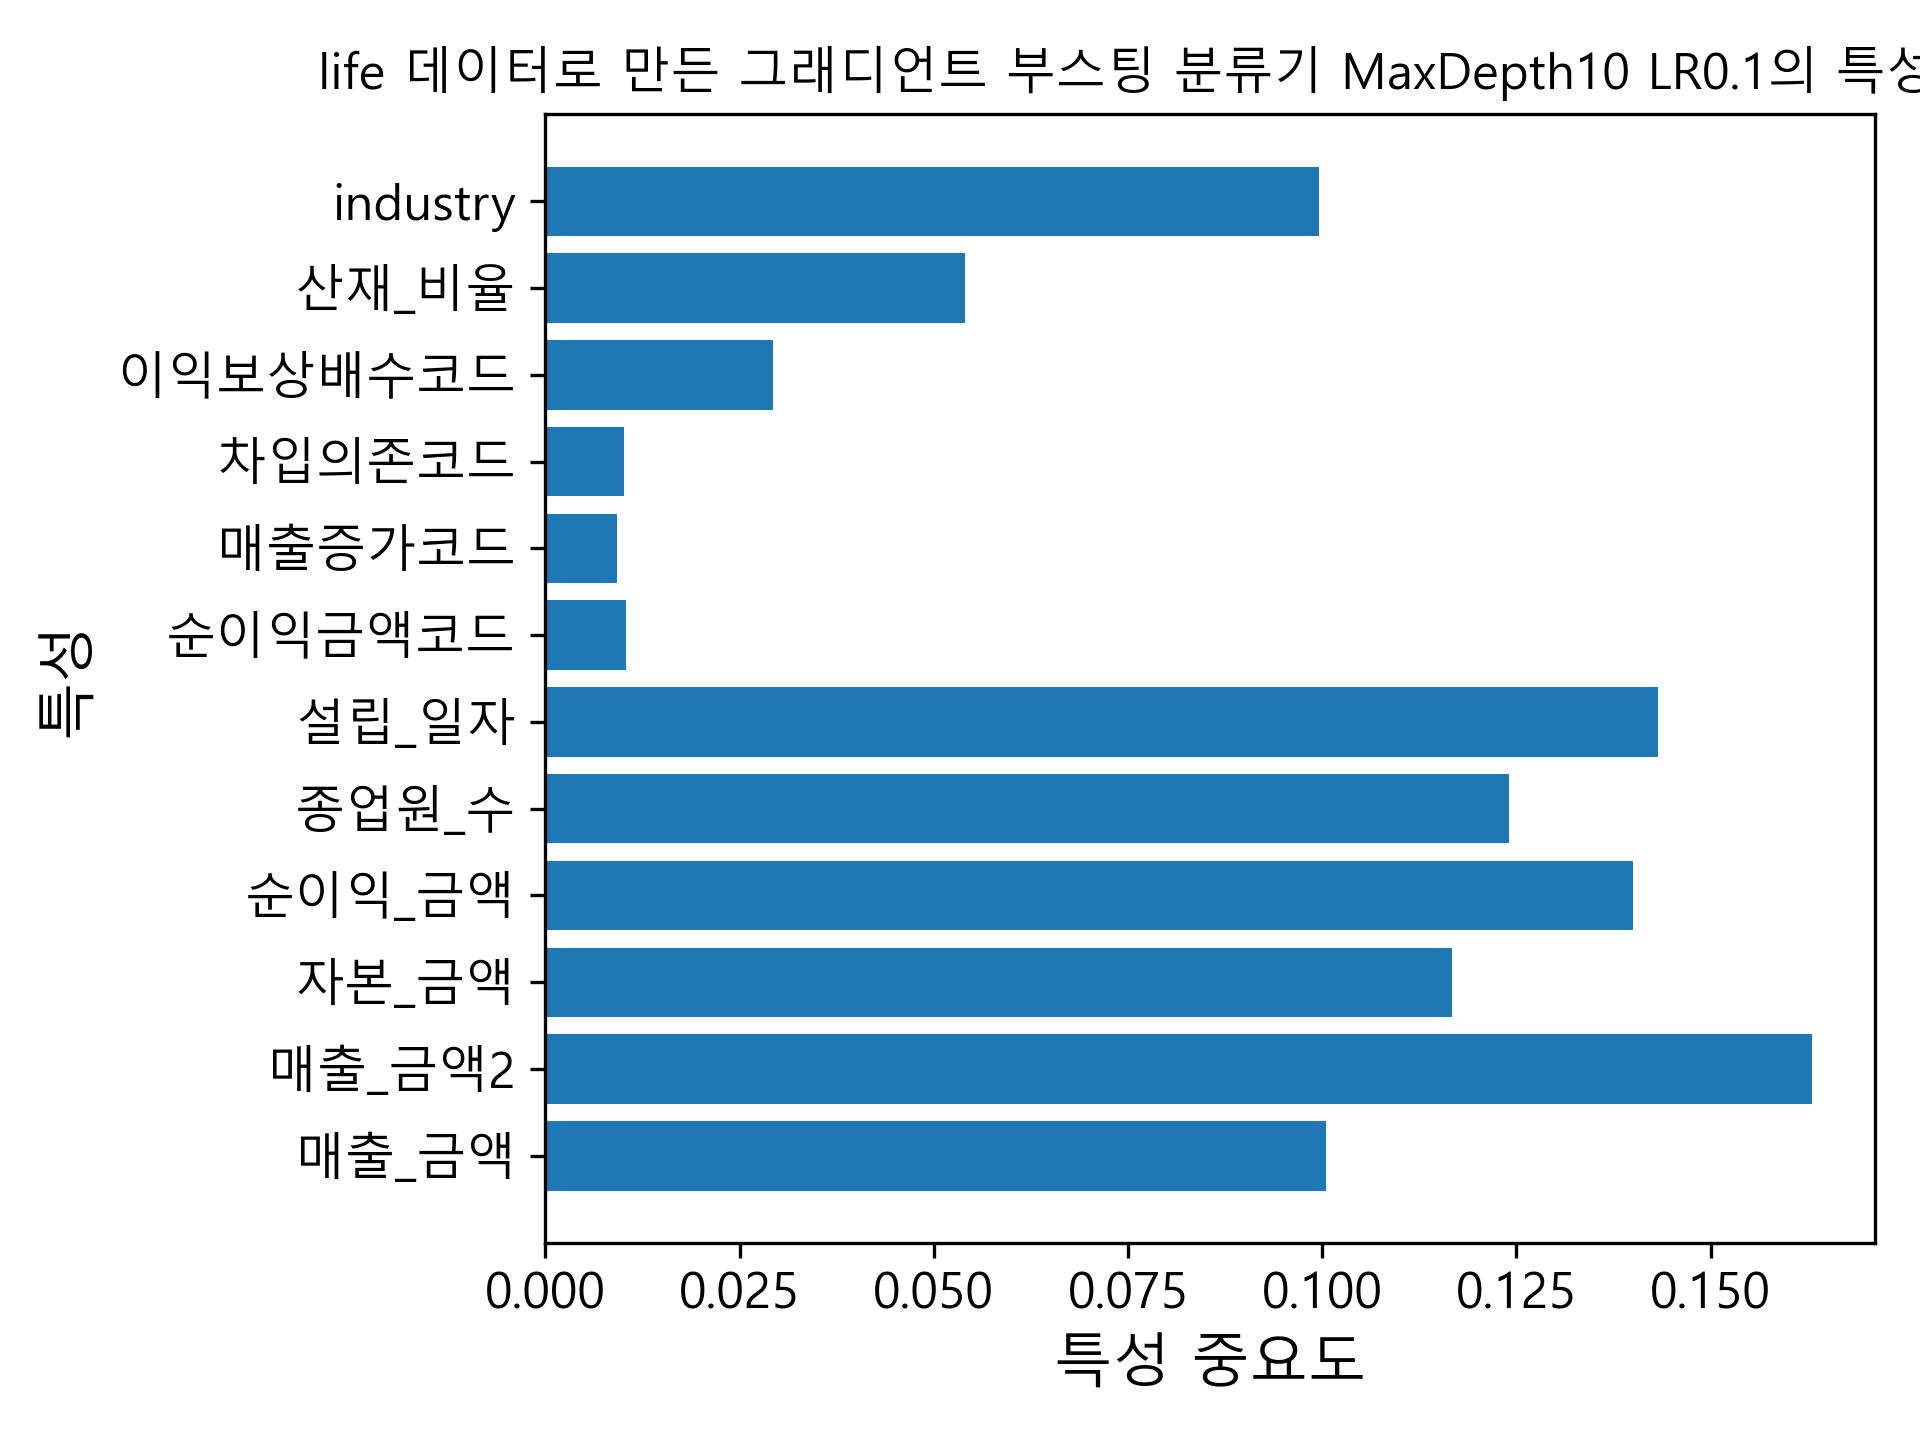 life 데이터로 만든 그래디언트 부스팅 분류기 MaxDepth10 LR0.1의 특성
industry
산재_비율
이익보상배수코드
차입의존코드
매출증가코드
순이익금액코드
설립_일자
종업원_수
순이익_금액
자본_금액
매출_금액2
매출_금액
특성
0.000 0.025 0.050 0.075 0.100 0.125 0.150
특성 중요도